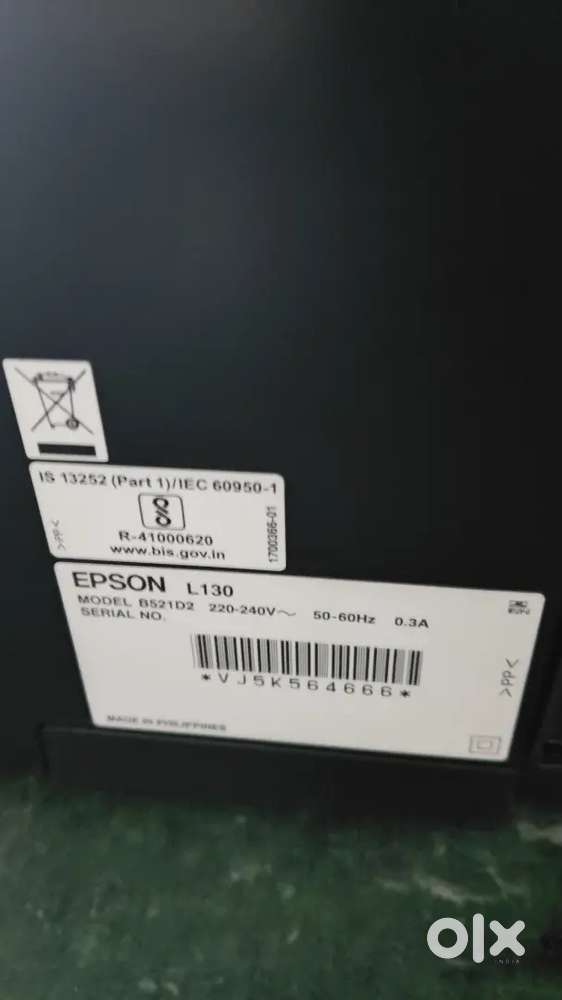 IS 13252 (Part 1)/IEC 60950-1
R-41000620
www.bis.gov.in
>PP<
1700366-01
EPSON L130
MODEL B521D2 220-240V～ 50-60Hz 0.3A
SERIAL NO.
*VJ5K564666*
>PP<
MADE IN PHILIPPINES
olx
INDIA